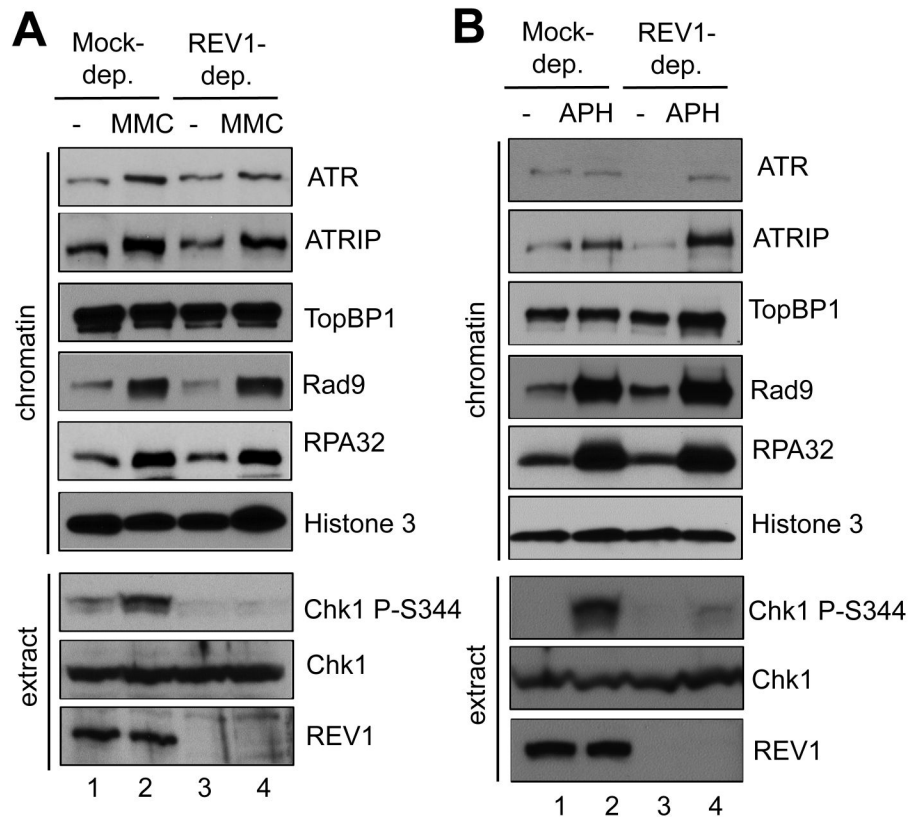 A
Mock-
dep.
REV1-
dep.
- MMC - MMC
chromatin
ATR
ATRIP
TopBP1
Rad9
RPA32
Histone 3
extract
Chk1 P-S344
Chk1
REV1
1 2 3 4
B
Mock-
dep.
REV1-
dep.
- APH - APH
chromatin
ATR
ATRIP
TopBP1
Rad9
RPA32
Histone 3
extract
Chk1 P-S344
Chk1
REV1
1 2 3 4